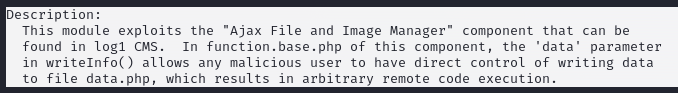 Description:
This module exploits the "Ajax File and Image Manager" component that can be
found in log1 CMS. In function.base.php of this component, the 'data' parameter
in writeInfo() allows any malicious user to have direct control of writing data
to file data.php, which results in arbitrary remote code execution.